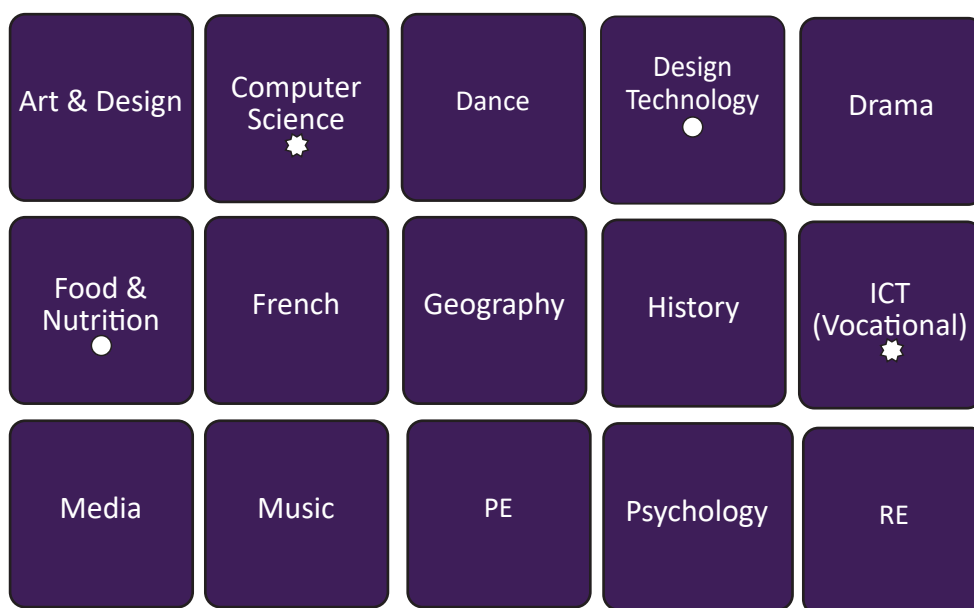 Art & Design
Computer
Science
Dance
Design
Technology
Drama
Food &
Nutrition
French
Geography
History
ICT
(Vocational)
Media
Music
PE
Psychology
RE